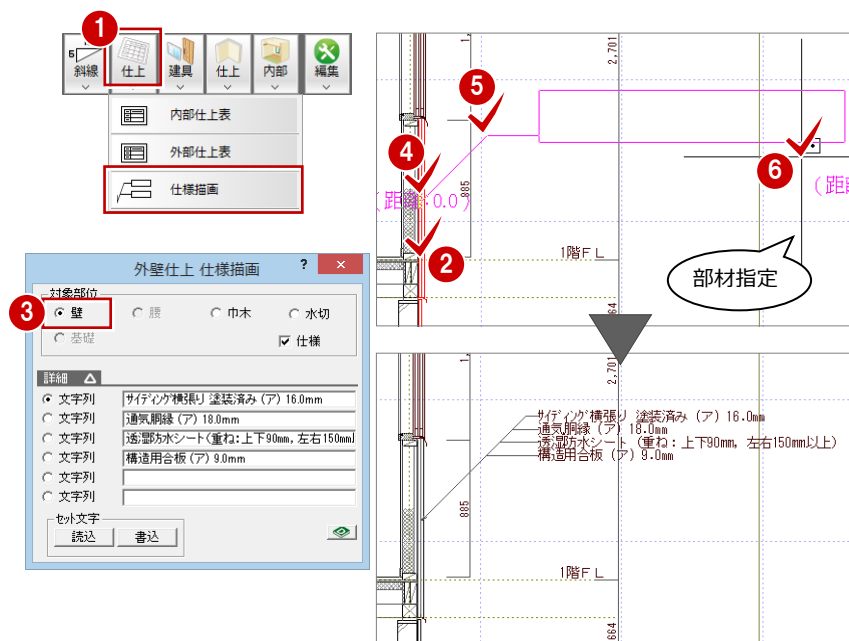 1
5
斜線
仕上
建具
仕上
内部
編集
内部仕上表
外部仕上表
仕様描画
外壁仕上 仕様描画
?
×
対象部位
3
壁
腰
巾木
水切
基礎
仕様
詳細
文字列
サイディング横張り 塗装済み (ア) 16.0mm
文字列
通気胴縁 (ア) 18.0mm
文字列
透湿防水シート(重ね:上下90mm, 左右150mm
文字列
構造用合板 (ア) 9.0mm
文字列
文字列
セット文字
読込
書込
2,701
5
4
6
885
(距離:0.0)
(距
2
1階FL
部材指定
664
2,701
サイディング横張り 塗装済み (ア) 16.0mm
通気胴縁 (ア) 18.0mm
透湿防水シート (重ね:上下90mm, 左右150mm以上)
構造用合板 (ア) 9.0mm
885
1階FL
664